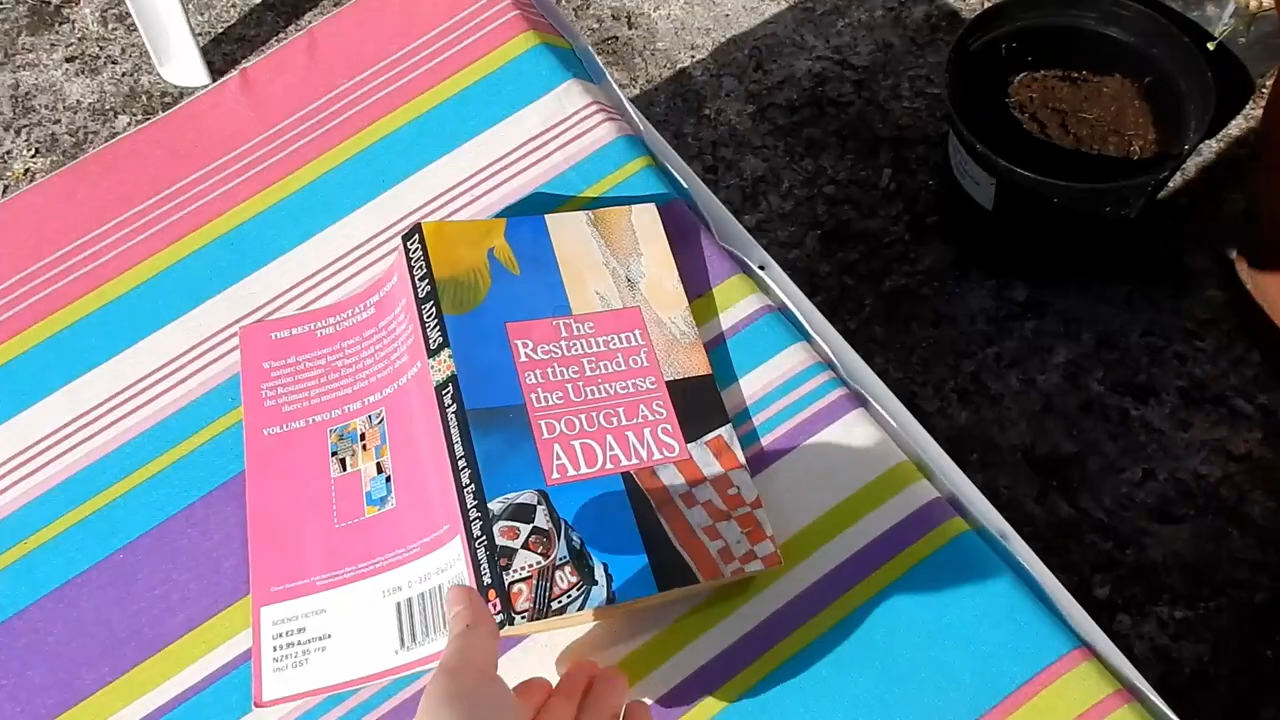 THE RESTAURANT AT THE END OF
THE UNIVERSE
When all questions of space, time, matter and the
nature of being have been resolved, only one
question remains – "Where shall we have dinner?"
The Restaurant at the End of the Universe provides
the ultimate gastronomic experience, and for once
there is no morning after to worry about.
VOLUME TWO IN THE TRILOGY OF FOUR
ISBN 0-330-26213-
SCIENCE FICTION
UK £2.99
$9.99 Australia
NZ$12.95 rrp
incl GST
DOUGLAS ADAMS
The Restaurant at the End of the Universe
The
Restaurant
at the End of
the Universe
DOUGLAS
ADAMS